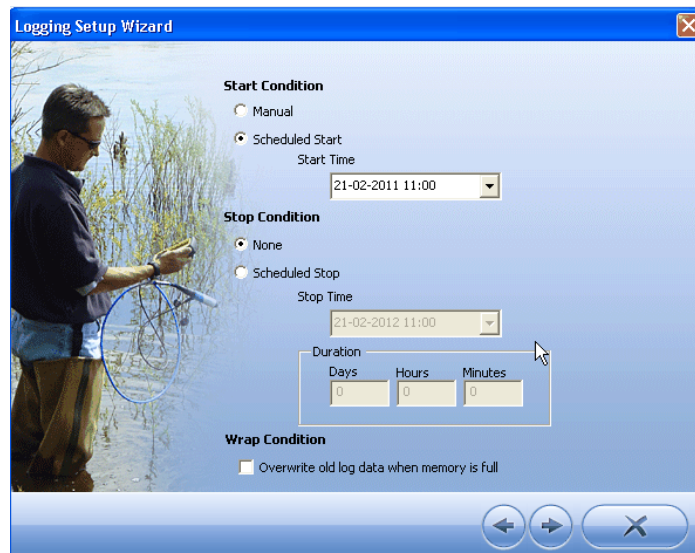 Logging Setup Wizard
Start Condition
Manual
Scheduled Start
Start Time
21-02-2011 11:00
Stop Condition
None
Scheduled Stop
Stop Time
21-02-2012 11:00
Duration
Days Hours Minutes
0 0 0
Wrap Condition
Overwrite old log data when memory is full